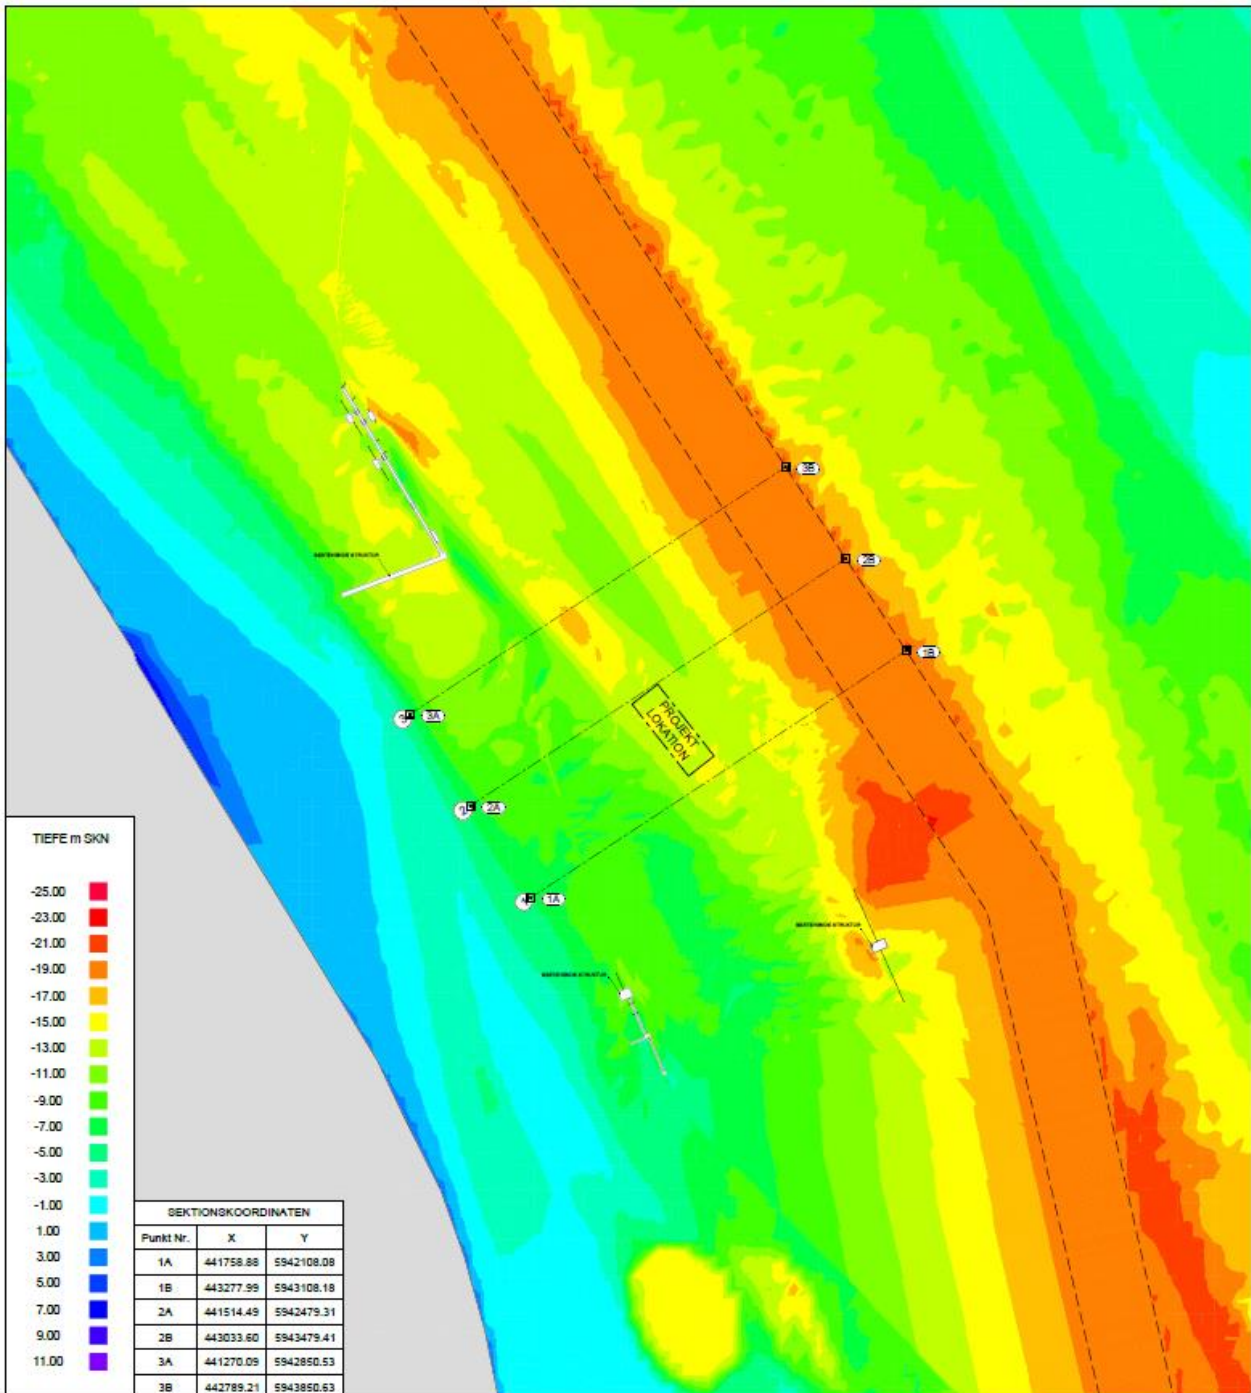 3B
2B
1B
PROJEKT
LOKATION
3
3A
2
2A
1A
TIEFE m SKN
-25.00
-23.00
-21.00
-19.00
-17.00
-15.00
-13.00
-11.00
-9.00
-7.00
-5.00
-3.00
-1.00
1.00
3.00
5.00
7.00
9.00
11.00
SEKTIONSKOORDINATEN
Punkt Nr. X Y
1A 441758.88 5942108.08
1B 443277.99 5943108.18
2A 441514.49 5942479.31
2B 443033.60 5943479.41
3A 441270.09 5942850.53
3B 442789.21 5943850.63